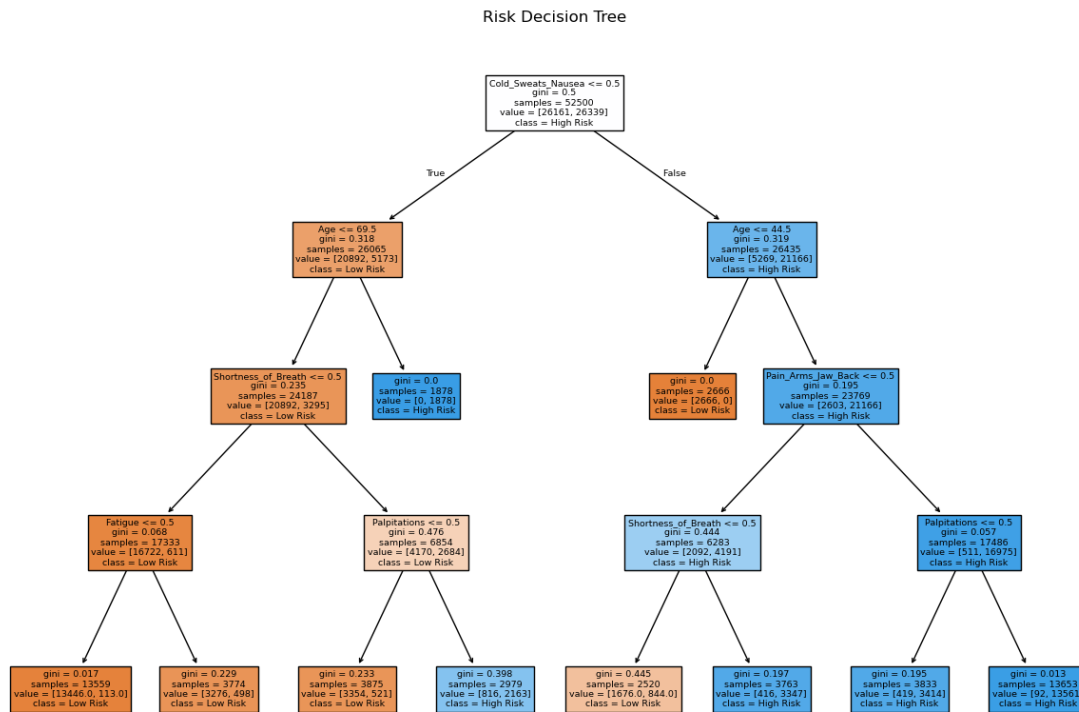 Risk Decision Tree
Cold_Sweats_Nausea <= 0.5
gini = 0.5
samples = 52500
value = [26161, 26339]
class = High Risk
True
False
Age <= 69.5
gini = 0.318
samples = 26065
value = [20892, 5173]
class = Low Risk
Age <= 44.5
gini = 0.319
samples = 26435
value = [5269, 21166]
class = High Risk
Shortness_of_Breath <= 0.5
gini = 0.235
samples = 24187
value = [20892, 3295]
class = Low Risk
gini = 0.0
samples = 1878
value = [0, 1878]
class = High Risk
gini = 0.0
samples = 2666
value = [2666, 0]
class = Low Risk
Pain_Arms_Jaw_Back <= 0.5
gini = 0.195
samples = 23769
value = [2603, 21166]
class = High Risk
Fatigue <= 0.5
gini = 0.068
samples = 17333
value = [16722, 611]
class = Low Risk
Palpitations <= 0.5
gini = 0.476
samples = 6854
value = [4170, 2684]
class = Low Risk
Shortness_of_Breath <= 0.5
gini = 0.444
samples = 6283
value = [2092, 4191]
class = High Risk
Palpitations <= 0.5
gini = 0.057
samples = 17486
value = [511, 16975]
class = High Risk
gini = 0.017
samples = 13559
value = [13446.0, 113.0]
class = Low Risk
gini = 0.229
samples = 3774
value = [3276, 498]
class = Low Risk
gini = 0.233
samples = 3875
value = [3354, 521]
class = Low Risk
gini = 0.398
samples = 2979
value = [816, 2163]
class = High Risk
gini = 0.445
samples = 2520
value = [1676.0, 844.0]
class = Low Risk
gini = 0.197
samples = 3763
value = [416, 3347]
class = High Risk
gini = 0.195
samples = 3833
value = [419, 3414]
class = High Risk
gini = 0.013
samples = 13653
value = [92, 13561]
class = High Risk